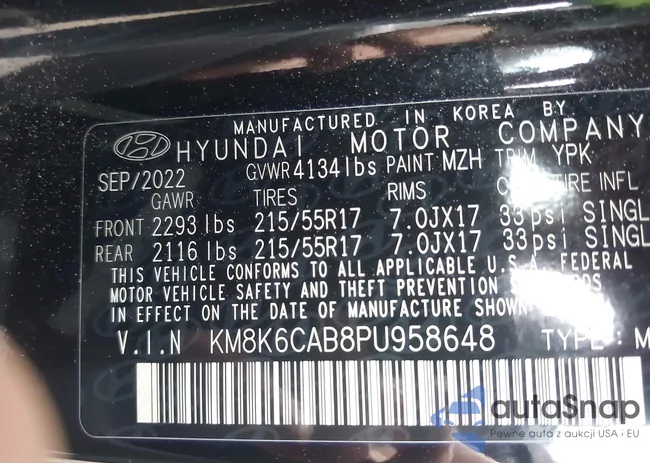 MANUFACTURED IN KOREA BY
HYUNDAI MOTOR COMPANY
SEP/2022 GVWR 4134 lbs PAINT MZH TRIM YPK
GAWR TIRES RIMS TIRE INFL
FRONT 2293 lbs 215/55R17 7.0JX17 33psi SINGL
REAR 2116 lbs 215/55R17 7.0JX17 33psi SINGL
THIS VEHICLE CONFORMS TO ALL APPLICABLE U.S.A. FEDERAL
MOTOR VEHICLE SAFETY AND THEFT PREVENTION STANDARDS
IN EFFECT ON THE DATE OF MANUFACTURE SHOWN
V.I.N KM8K6CAB8PU958648 TYPE: M
autoSnap
Pewne auta z aukcji USA i EU